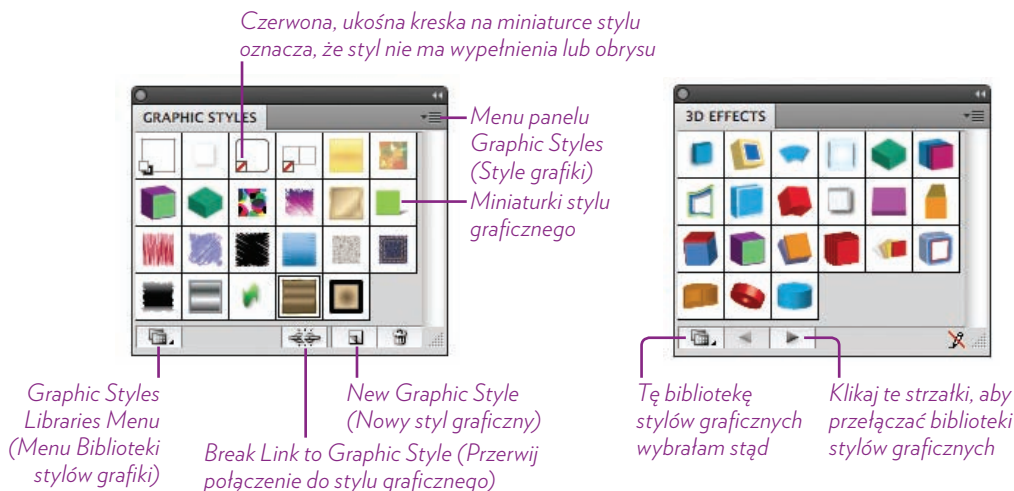 Czerwona, ukośna kreska na miniaturce stylu
oznacza, że styl nie ma wypełnienia lub obrysu
GRAPHIC STYLES
Menu panelu
Graphic Styles
(Style grafiki)
Miniaturki stylu
graficznego
Graphic Styles
Libraries Menu
(Menu Biblioteki
stylów grafiki)
Break Link to Graphic Style (Przerwij
połączenie do stylu graficznego)
New Graphic Style
(Nowy styl graficzny)
3D EFFECTS
Tę bibliotekę
stylów graficznych
wybrałam stąd
Klikaj te strzałki, aby
przełączać biblioteki
stylów graficznych